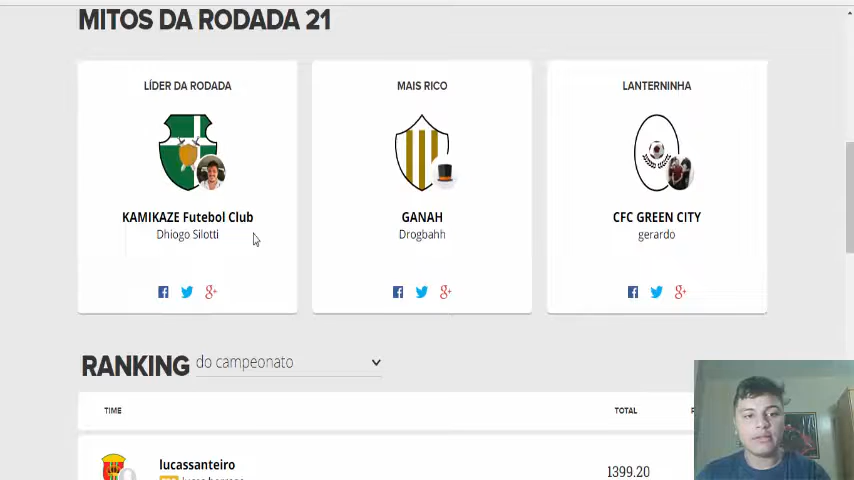 MITOS DA RODADA 21
LÍDER DA RODADA
KAMIKAZE Futebol Club
Dhiogo Silotti
MAIS RICO
GANAH
Drogbahh
LANTERNINHA
CFC GREEN CITY
gerardo
RANKING do campeonato
TIME TOTAL
lucassanteiro
1399.20